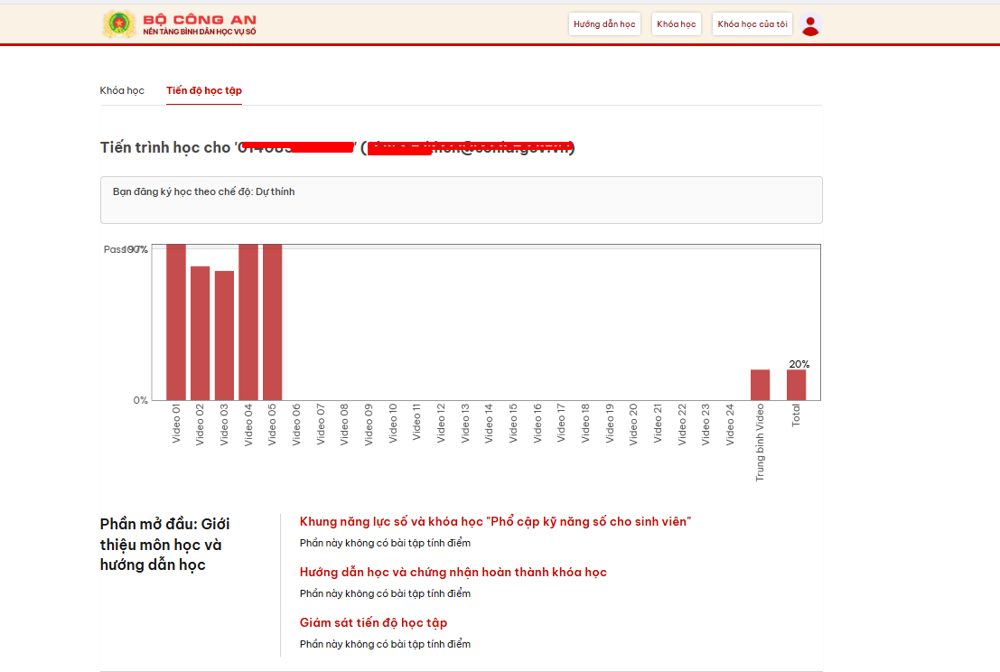 BỘ CÔNG AN
NỀN TẢNG BÌNH DÂN HỌC VỤ SỐ
Hướng dẫn học
Khóa học
Khóa học của tôi
Khóa học
Tiến độ học tập
Tiến trình học cho '
Bạn đăng ký học theo chế độ: Dự thính
Pass
0%
20%
Video 01
Video 02
Video 03
Video 04
Video 05
Video 06
Video 07
Video 08
Video 09
Video 10
Video 11
Video 12
Video 13
Video 14
Video 15
Video 16
Video 17
Video 18
Video 19
Video 20
Video 21
Video 22
Video 23
Video 24
Trung bình Video
Total
Phần mở đầu: Giới
thiệu môn học và
hướng dẫn học
Khung năng lực số và khóa học "Phổ cập kỹ năng số cho sinh viên"
Phần này không có bài tập tính điểm
Hướng dẫn học và chứng nhận hoàn thành khóa học
Phần này không có bài tập tính điểm
Giám sát tiến độ học tập
Phần này không có bài tập tính điểm